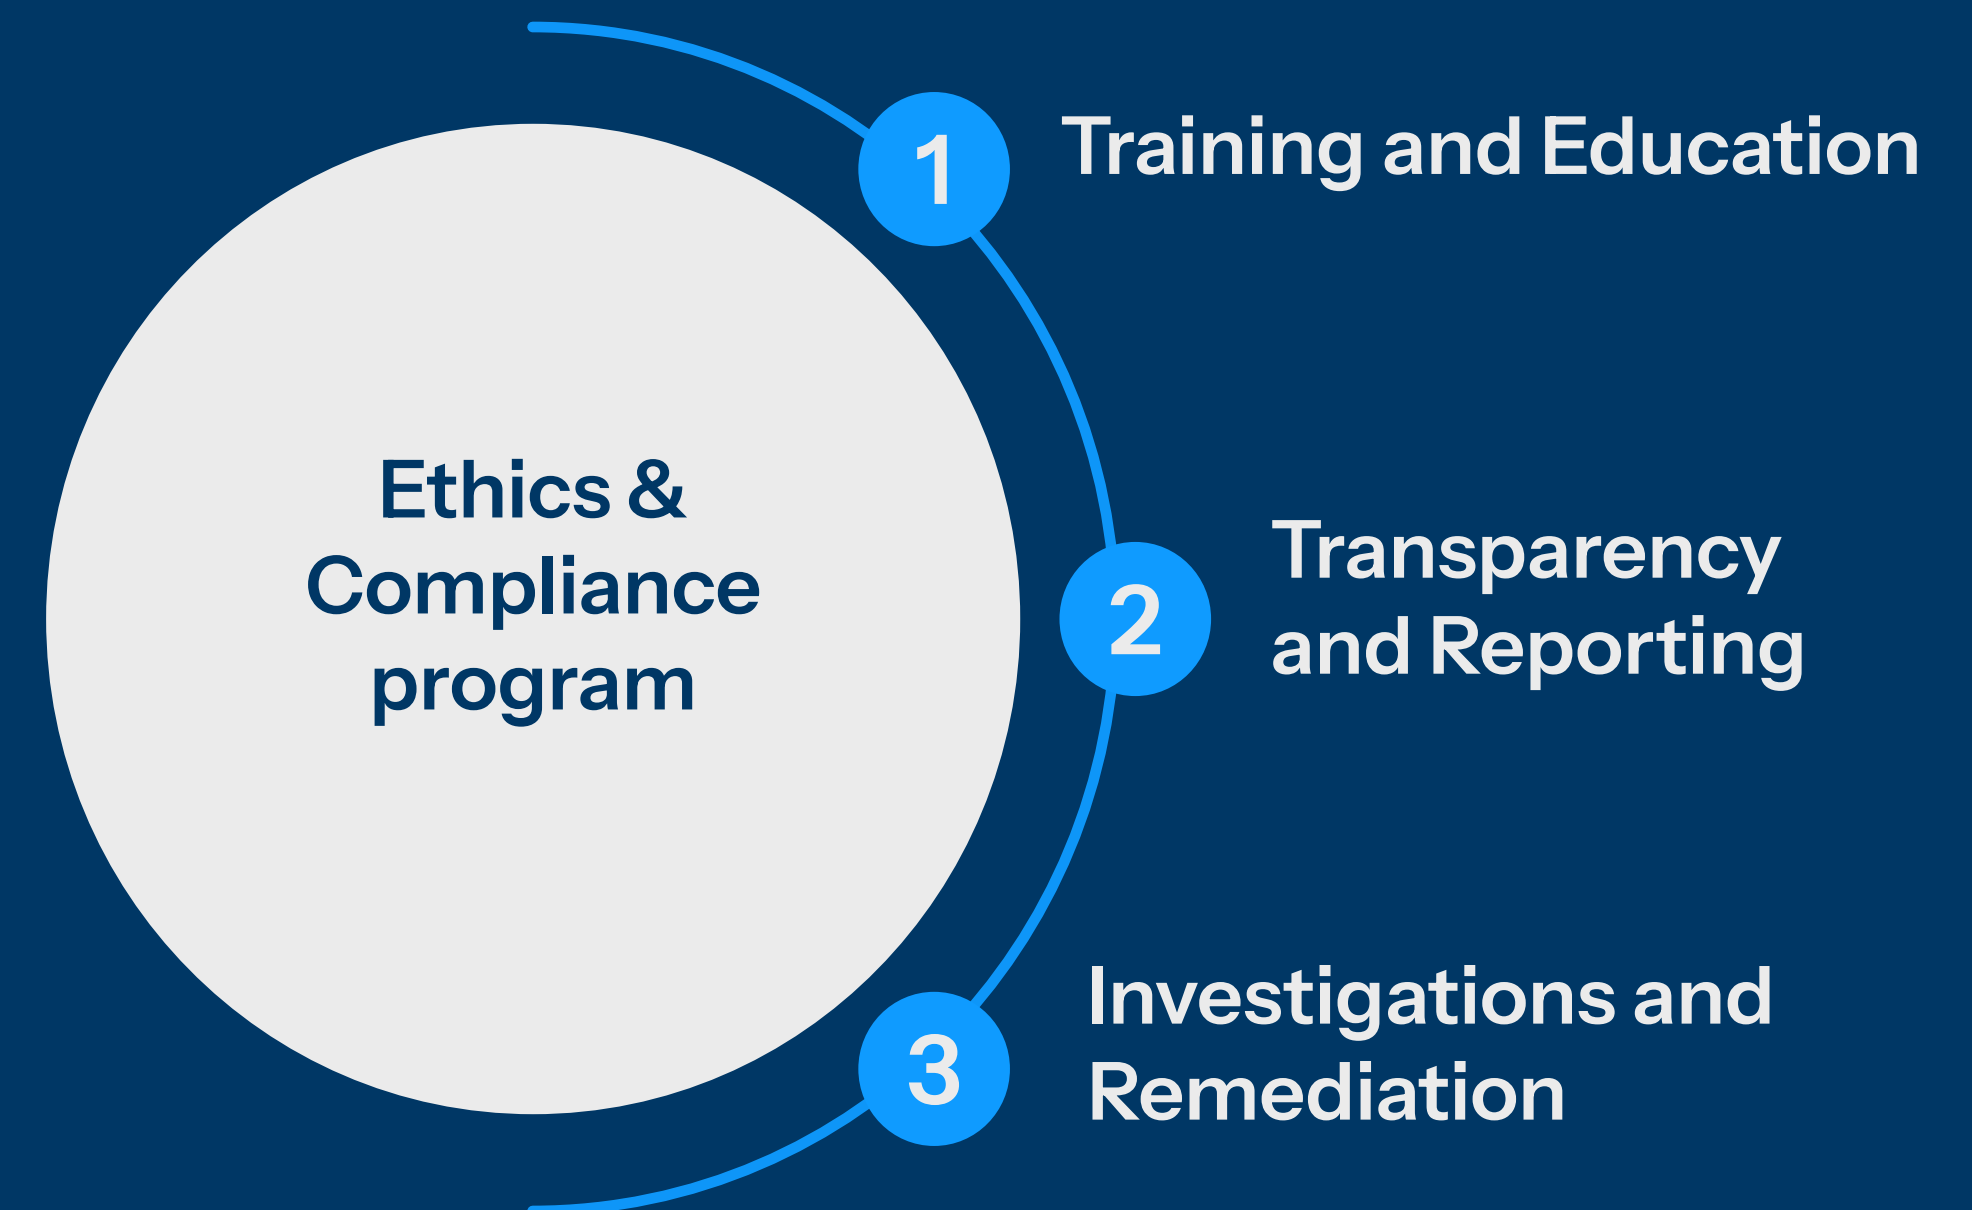 Ethics &
Compliance
program
1
Training and Education
2
Transparency
and Reporting
3
Investigations and
Remediation